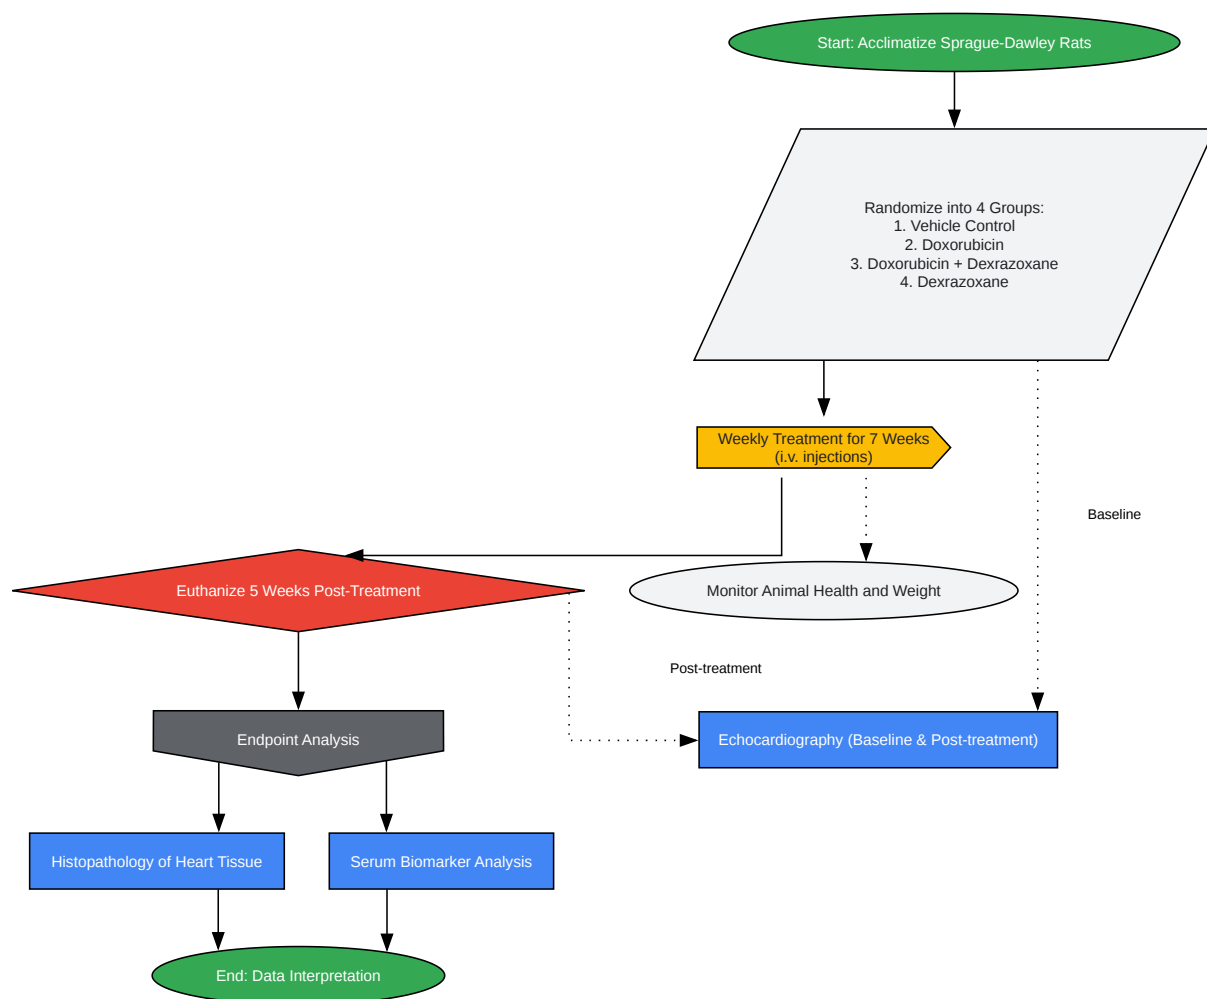 Start: Acclimatize Sprague-Dawley Rats
Randomize into 4 Groups:
1. Vehicle Control
2. Doxorubicin
3. Doxorubicin + Dexrazoxane
4. Dexrazoxane
Weekly Treatment for 7 Weeks
(i.v. injections)
Baseline
Euthanize 5 Weeks Post-Treatment
Monitor Animal Health and Weight
Post-treatment
Endpoint Analysis
Echocardiography (Baseline & Post-treatment)
Histopathology of Heart Tissue
Serum Biomarker Analysis
End: Data Interpretation